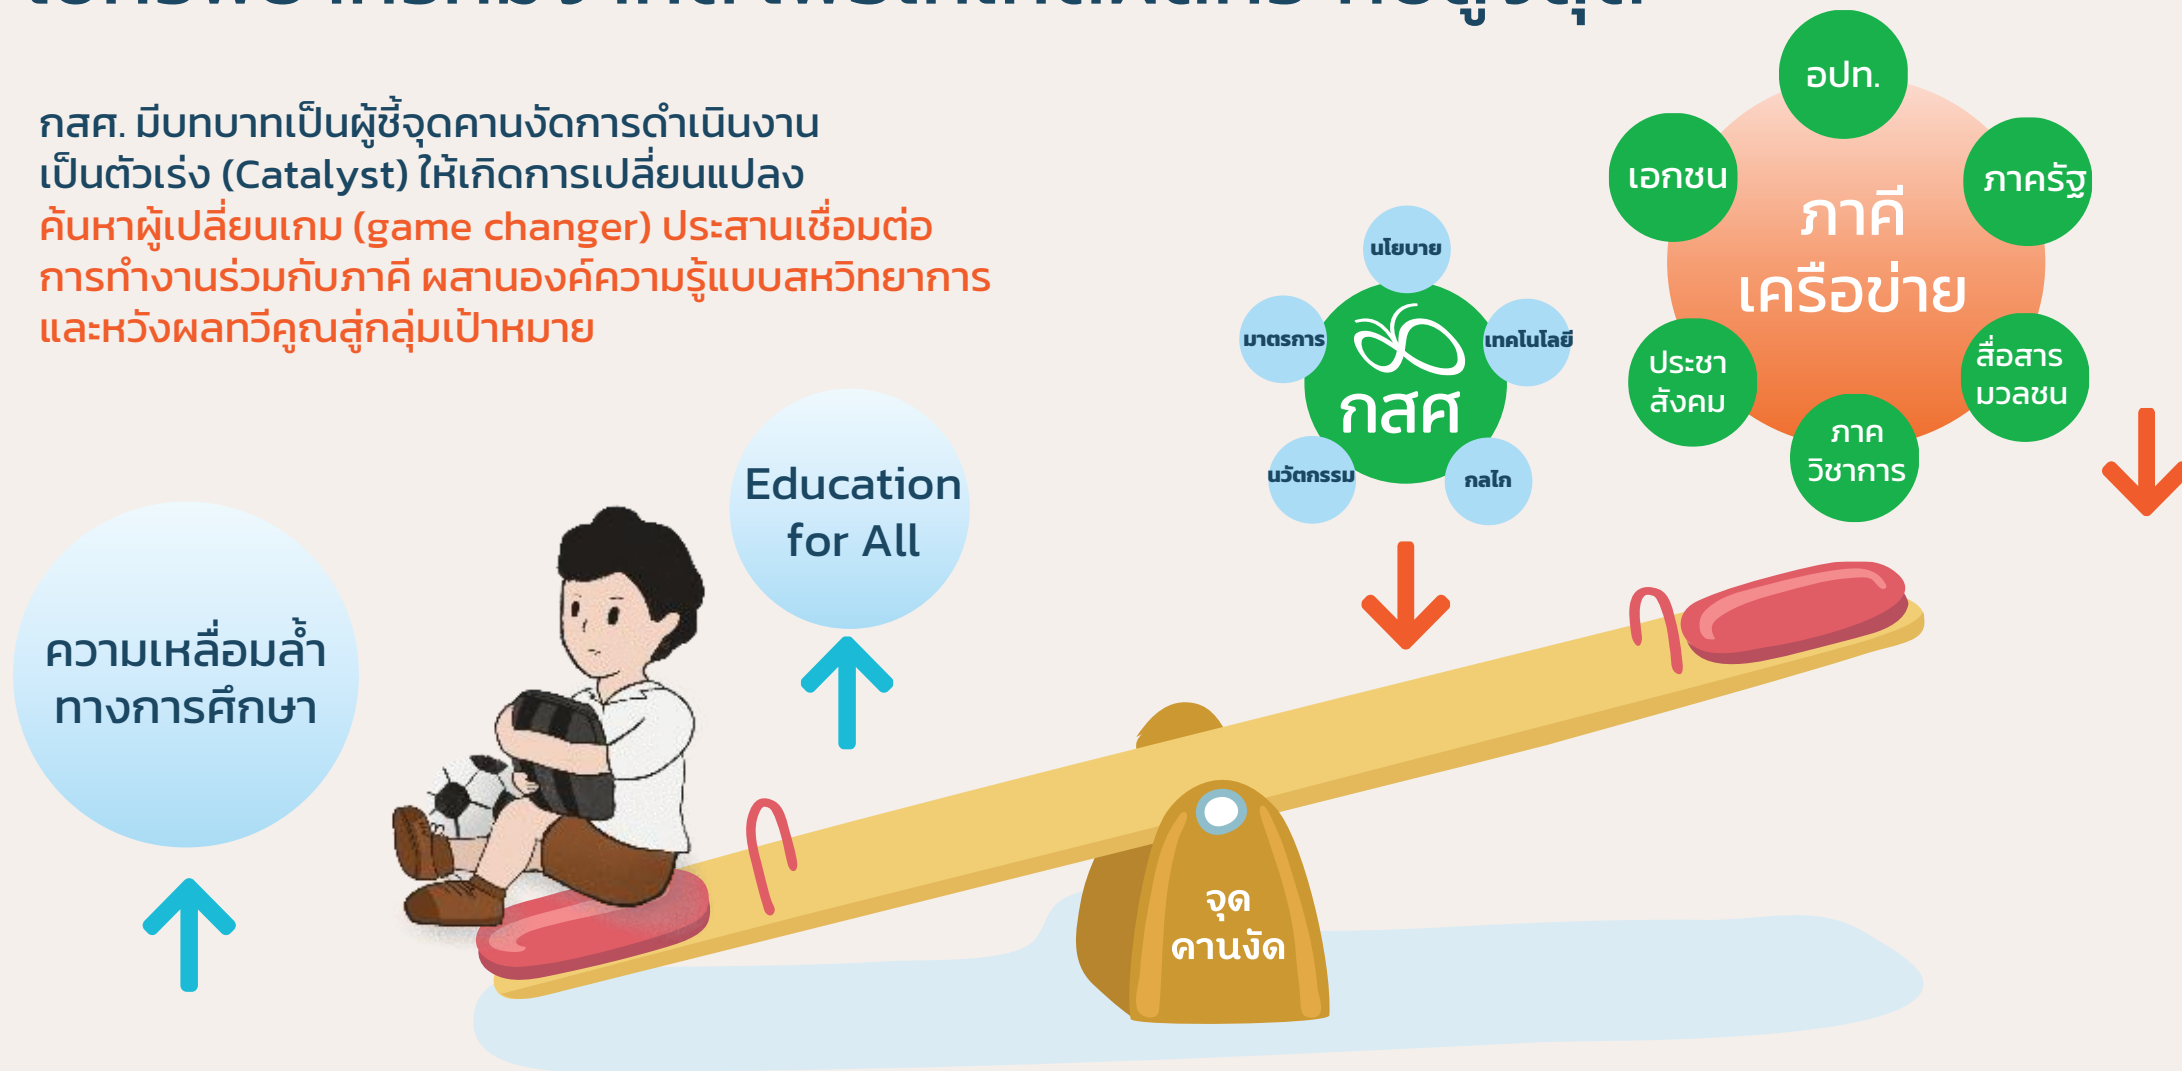 กสศ. มีบทบาทเป็นผู้ชี้จุดคานงัดการดำเนินงาน
เป็นตัวเร่ง (Catalyst) ให้เกิดการเปลี่ยนแปลง
ค้นหาผู้เปลี่ยนเกม (game changer) ประสานเชื่อมต่อ
การทำงานร่วมกับภาคี ผสานองค์ความรู้แบบสหวิทยาการ
และหวังผลทวีคูณสู่กลุ่มเป้าหมาย
อปท.
เอกชน
ภาครัฐ
ภาคี
เครือข่าย
ประชา
สังคม
สื่อสาร
มวลชน
ภาค
วิชาการ
นโยบาย
มาตรการ
เทคโนโลยี
กสศ
นวัตกรรม
กลไก
Education
for All
ความเหลื่อมล้ำ
ทางการศึกษา
จุด
คานงัด